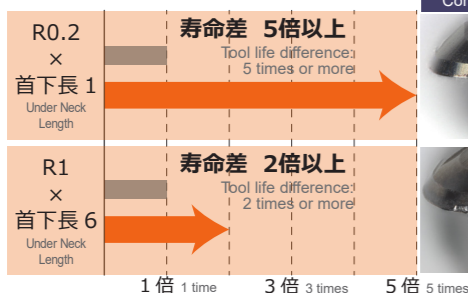 R0.2
×
首下長 1
Under Neck
Length
寿命差 5倍以上
Tool life difference:
5 times or more
R1
×
首下長 6
Under Neck
Length
寿命差 2倍以上
Tool life difference:
2 times or more
1 倍 1 time
3 倍 3 times
5 倍 5 times